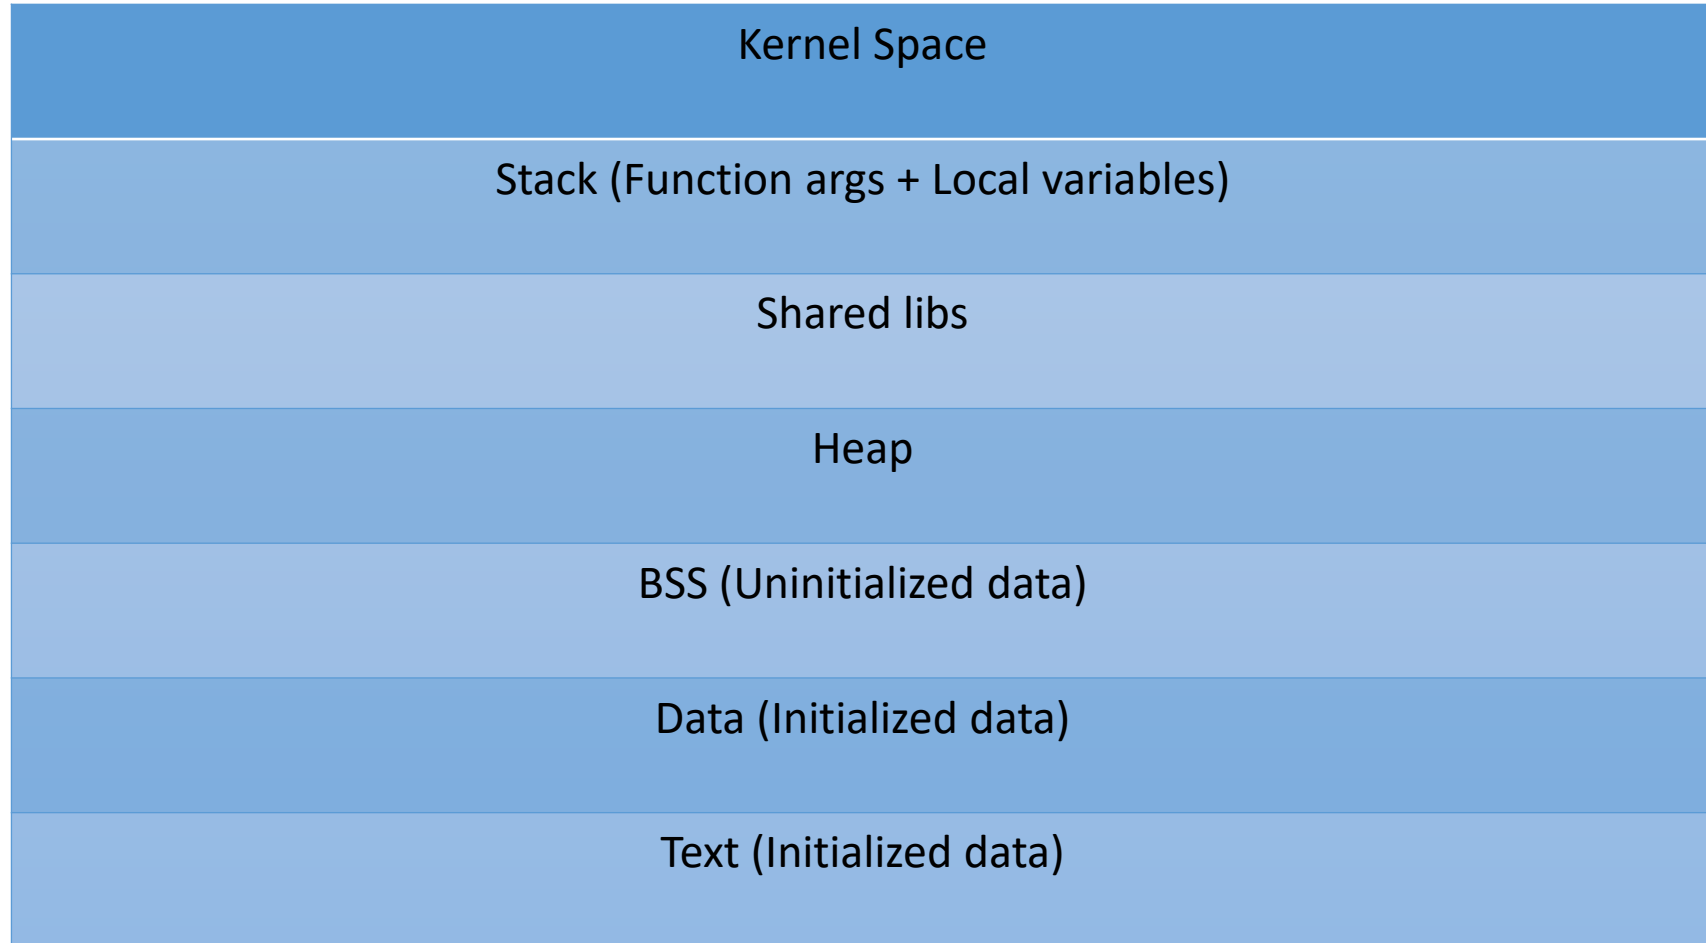 Kernel Space
Stack (Function args + Local variables)
Shared libs
Heap
BSS (Uninitialized data)
Data (Initialized data)
Text (Initialized data)